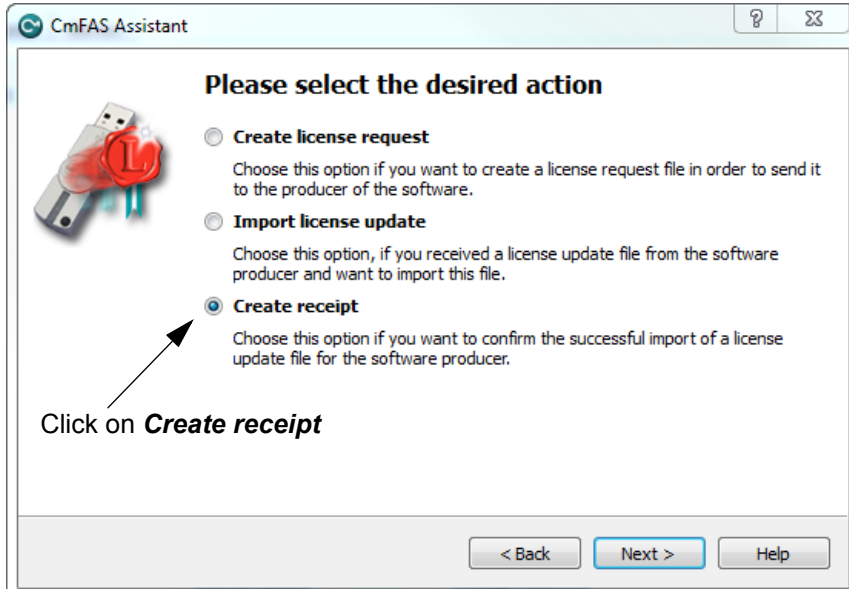 CmFAS Assistant
Please select the desired action
Create license request
Choose this option if you want to create a license request file in order to send it
to the producer of the software.
Import license update
Choose this option, if you received a license update file from the software
producer and want to import this file.
Create receipt
Choose this option if you want to confirm the successful import of a license
update file for the software producer.
Click on Create receipt
< Back
Next >
Help